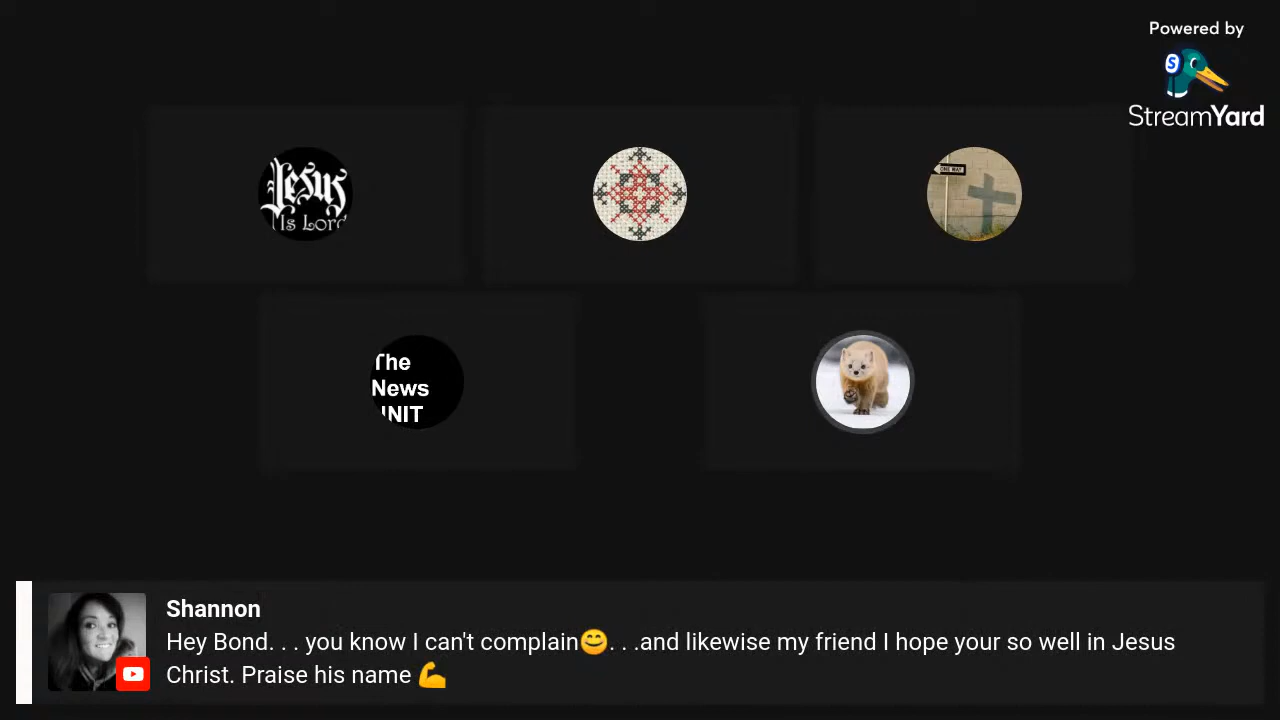 Powered by
StreamYard
Jesus
Is Lord
ONE WAY
The
News
UNIT
Shannon
Hey Bond. . . you know I can't complain😊. . .and likewise my friend I hope your so well in Jesus
Christ. Praise his name 💪